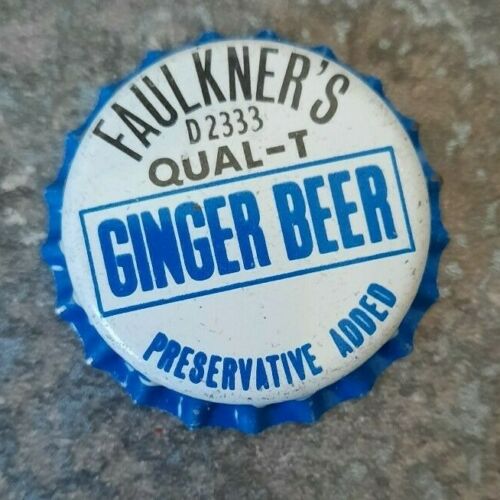 FAULKNER'S
D2333
QUAL-T
GINGER BEER
PRESERVATIVE ADDED